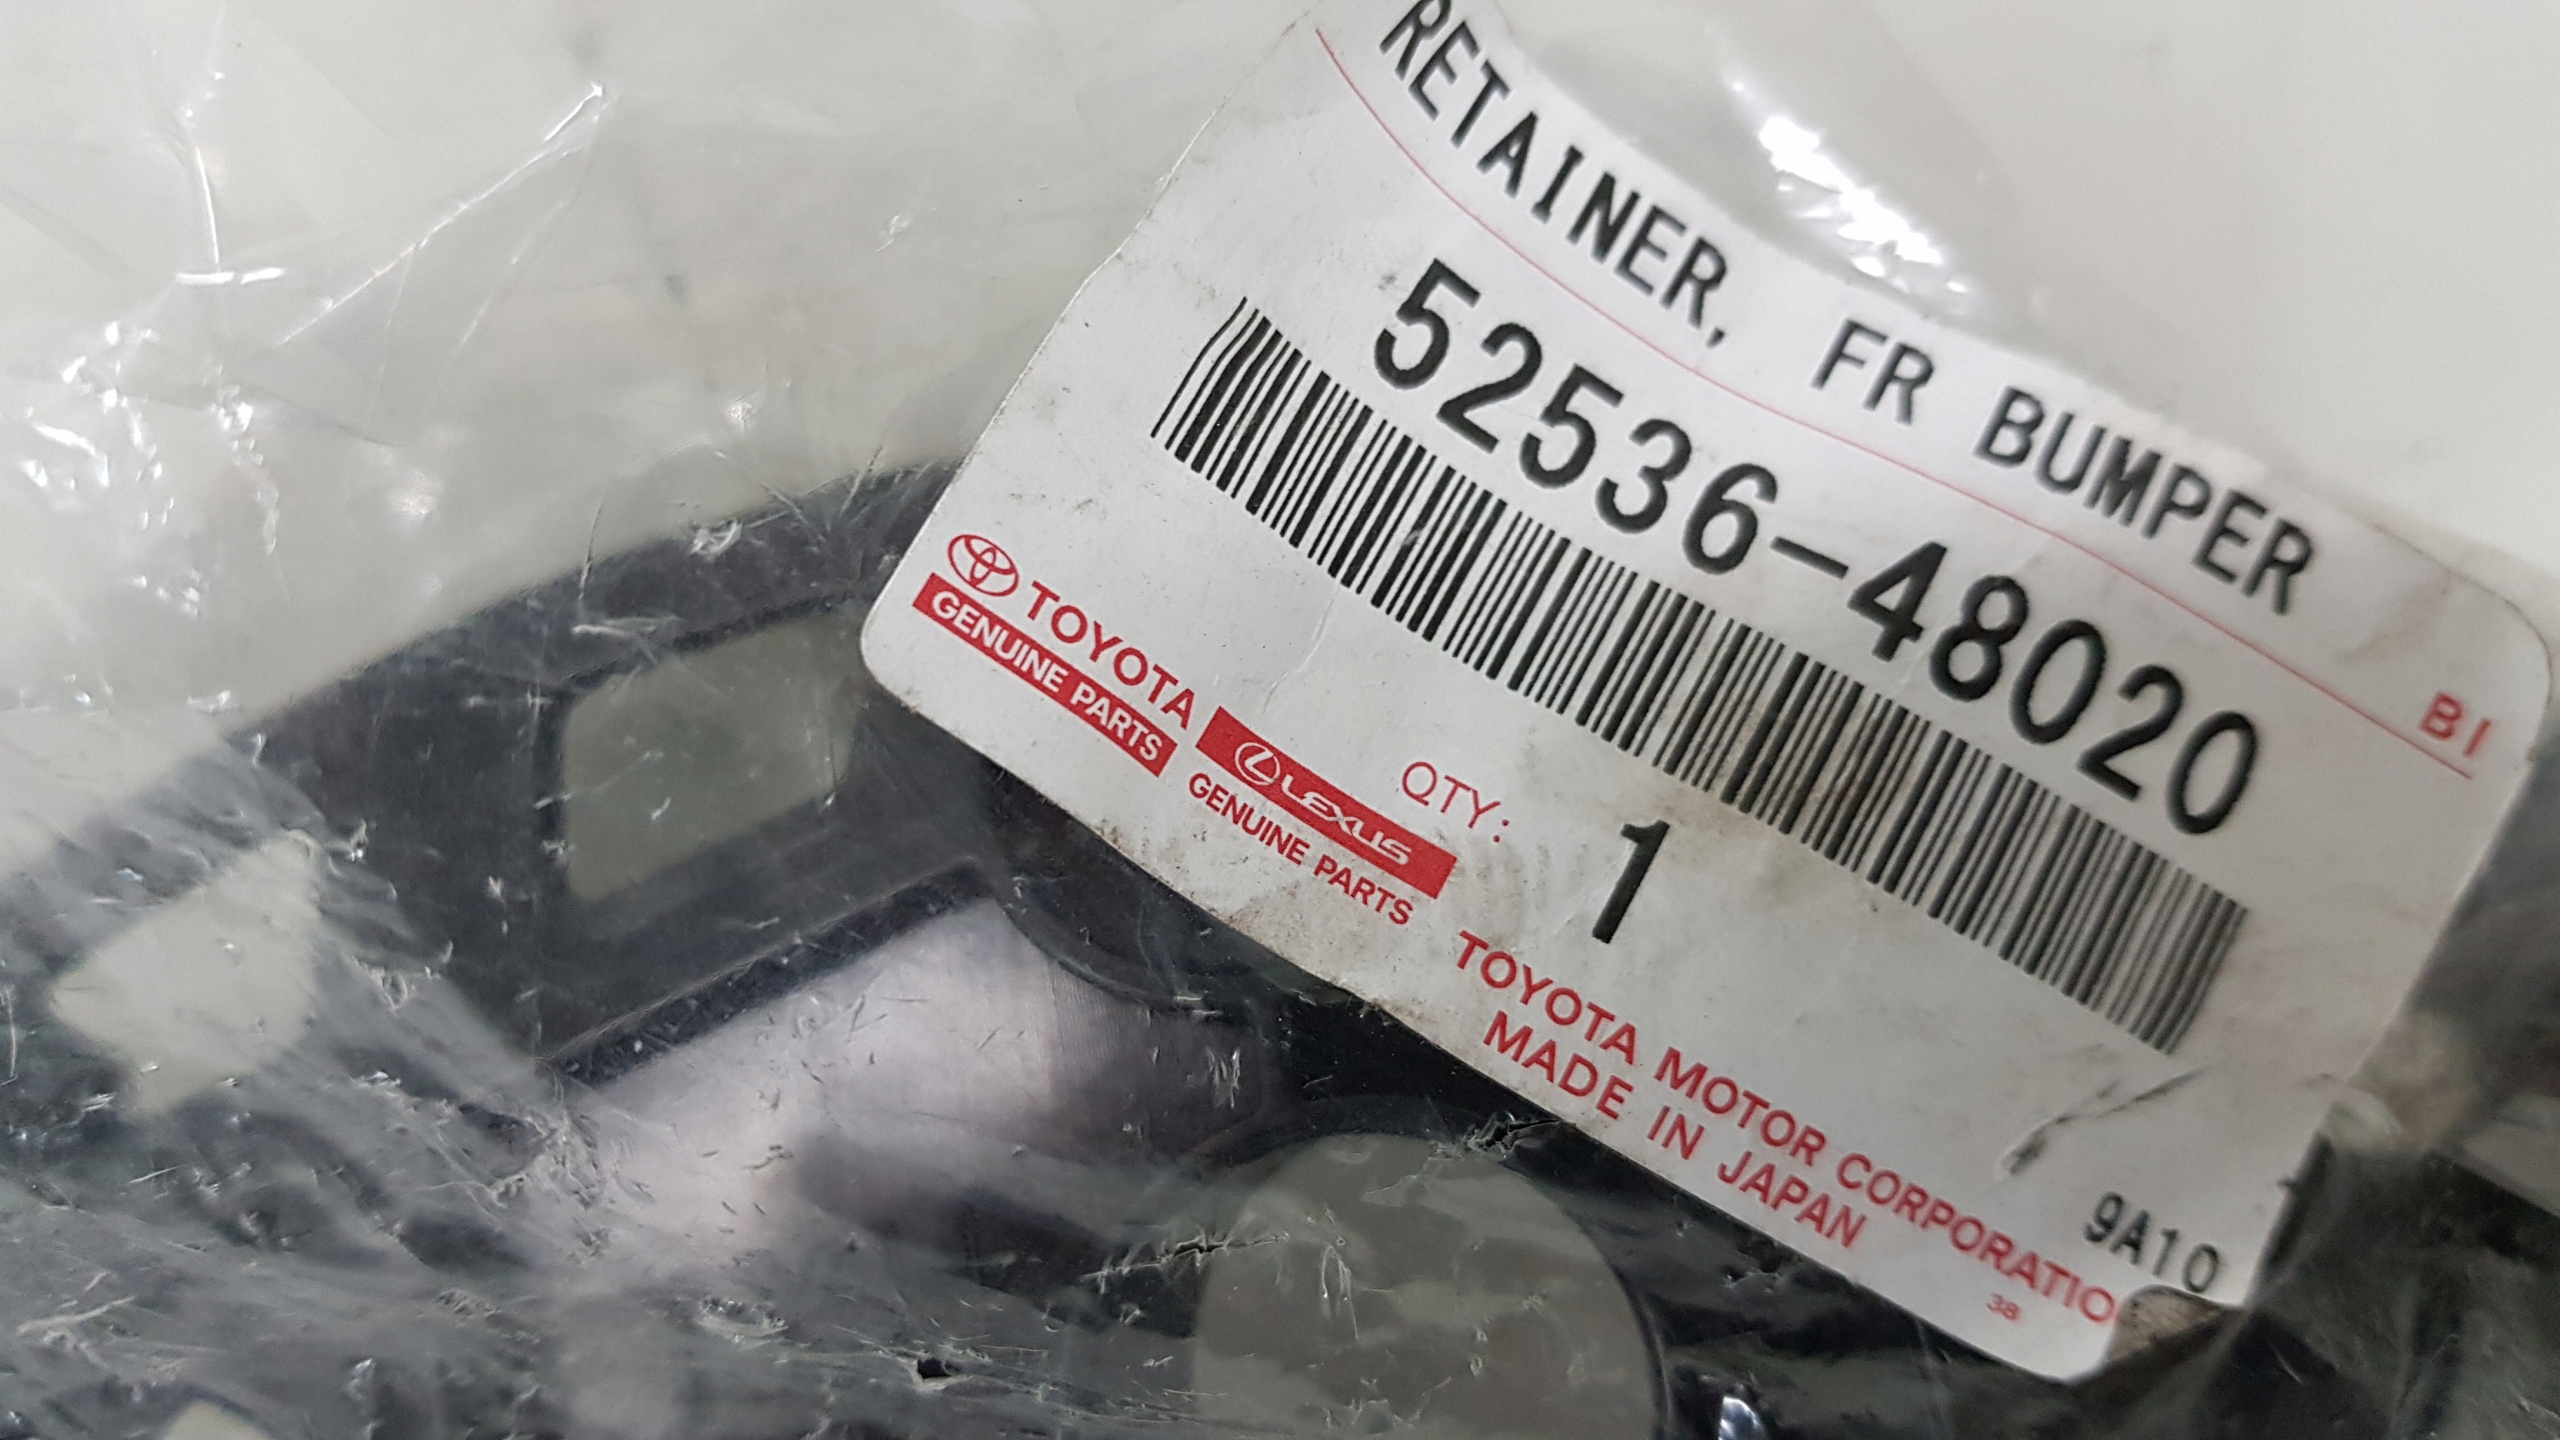 RETAINER, FR BUMPER
B1
52536-48020
TOYOTA
GENUINE PARTS
LEXUS
GENUINE PARTS
QTY:
1
TOYOTA MOTOR CORPORATIO
MADE IN JAPAN
9A10
38